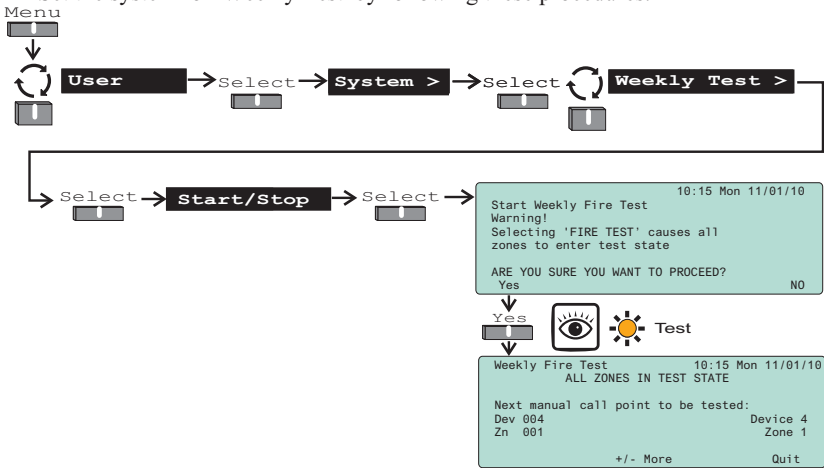 Menu
User
Select
System >
Select
Weekly Test >
Select
Start/Stop
Select
10:15 Mon 11/01/10
Start Weekly Fire Test
Warning!
Selecting 'FIRE TEST' causes all
zones to enter test state
ARE YOU SURE YOU WANT TO PROCEED?
Yes NO
Yes
Test
Weekly Fire Test 10:15 Mon 11/01/10
ALL ZONES IN TEST STATE
Next manual call point to be tested:
Dev 004 Device 4
Zn 001 Zone 1
+/- More Quit